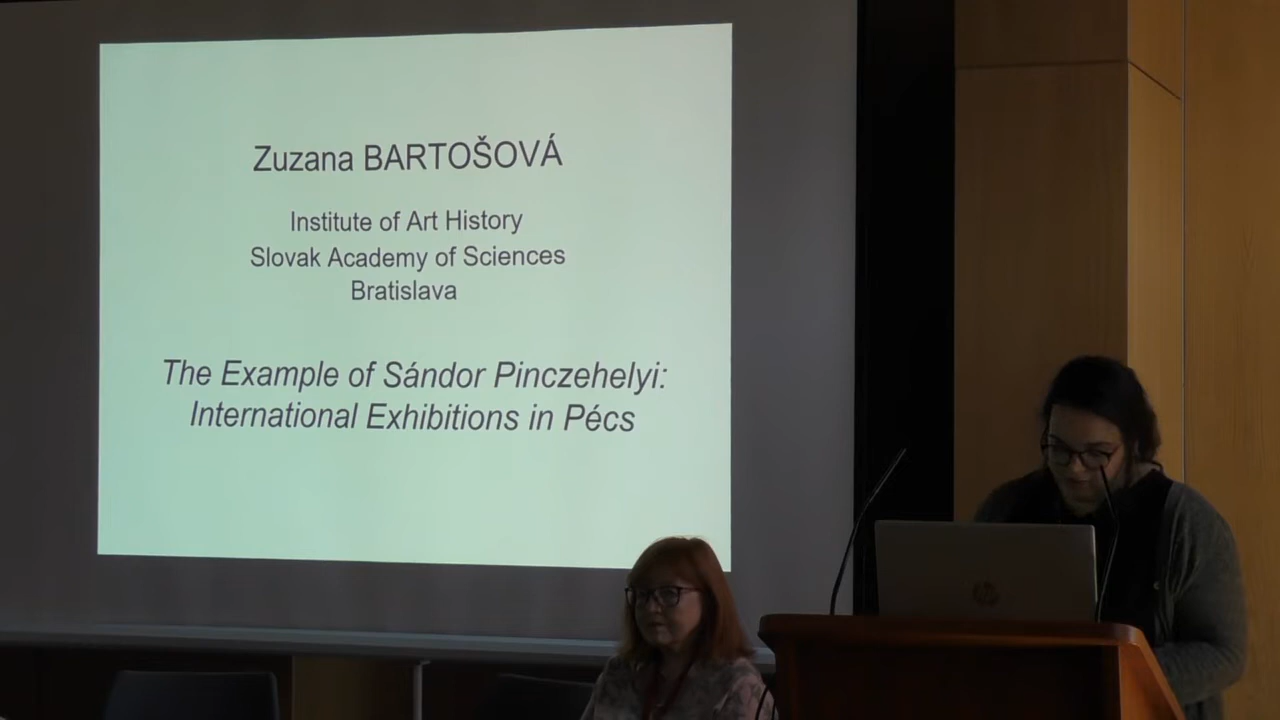 Zuzana BARTOŠOVÁ
Institute of Art History
Slovak Academy of Sciences
Bratislava
The Example of Sándor Pinczehelyi:
International Exhibitions in Pécs
hp